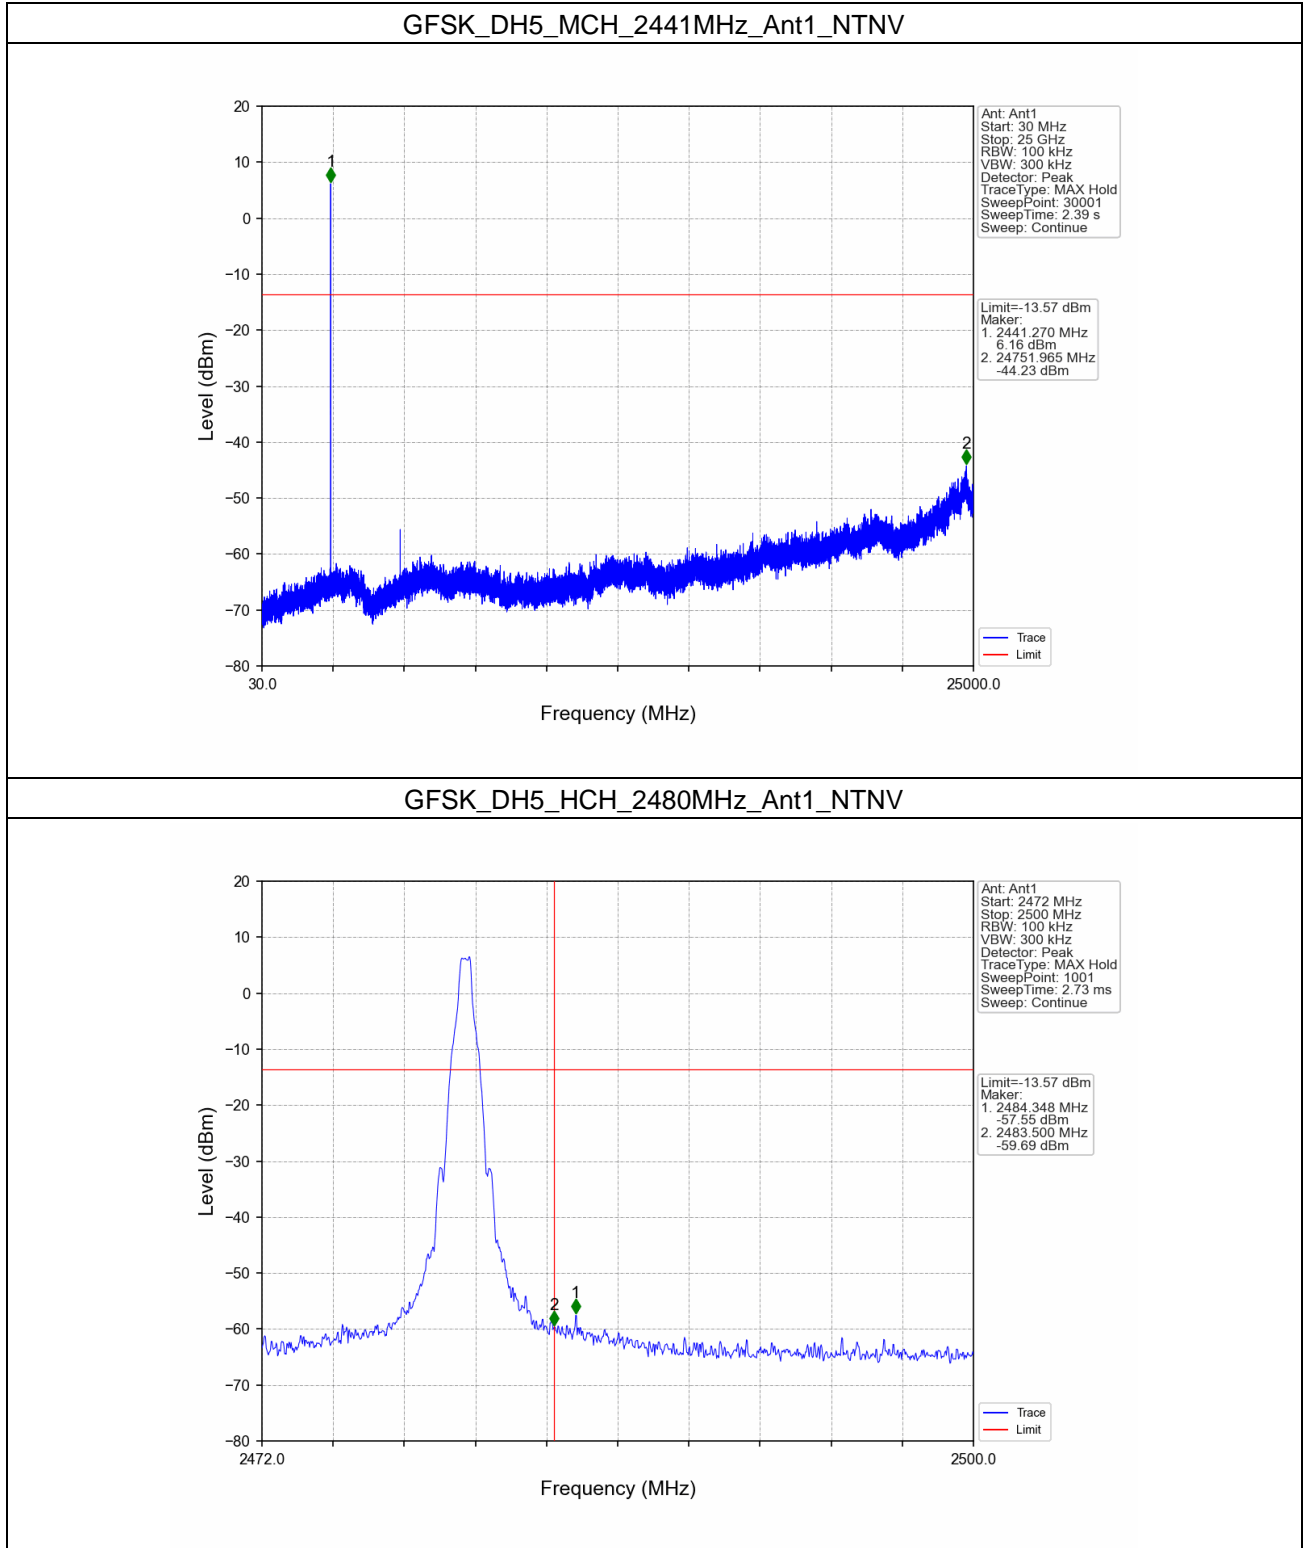 GFSK_DH5_MCH_2441MHz_Ant1_NTNV
20
10
0
−10
−20
−30
−40
−50
−60
−70
−80
Level (dBm)
1
2
30.0
25000.0
Frequency (MHz)
Ant: Ant1
Start: 30 MHz
Stop: 25 GHz
RBW: 100 kHz
VBW: 300 kHz
Detector: Peak
TraceType: MAX Hold
SweepPoint: 30001
SweepTime: 2.39 s
Sweep: Continue
Limit=-13.57 dBm
Maker:
1. 2441.270 MHz
6.16 dBm
2. 24751.965 MHz
-44.23 dBm
Trace
Limit
GFSK_DH5_HCH_2480MHz_Ant1_NTNV
20
10
0
−10
−20
−30
−40
−50
−60
−70
−80
Level (dBm)
2
1
2472.0
2500.0
Frequency (MHz)
Ant: Ant1
Start: 2472 MHz
Stop: 2500 MHz
RBW: 100 kHz
VBW: 300 kHz
Detector: Peak
TraceType: MAX Hold
SweepPoint: 1001
SweepTime: 2.73 ms
Sweep: Continue
Limit=-13.57 dBm
Maker:
1. 2484.348 MHz
-57.55 dBm
2. 2483.500 MHz
-59.69 dBm
Trace
Limit